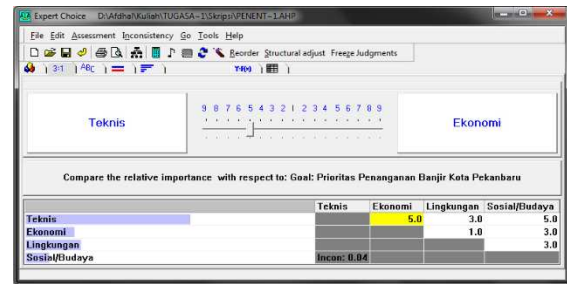 Expert Choice D:\Afdhal\Kuliah\TUGASA~1\Skripsi\PENENT~1.AHP
File Edit Assessment Inconsistency Go Tools Help
Reorder Structural adjust Freeze Judgments
3:1 ABC Y=f(x)
9 8 7 6 5 4 3 2 1 2 3 4 5 6 7 8 9
Teknis Ekonomi
Compare the relative importance with respect to: Goal: Prioritas Penanganan Banjir Kota Pekanbaru
Teknis Ekonomi Lingkungan Sosial/Budaya
Teknis 5.0 3.0 5.0
Ekonomi 1.0 3.0
Lingkungan 3.0
Sosial/Budaya Incon: 0.04